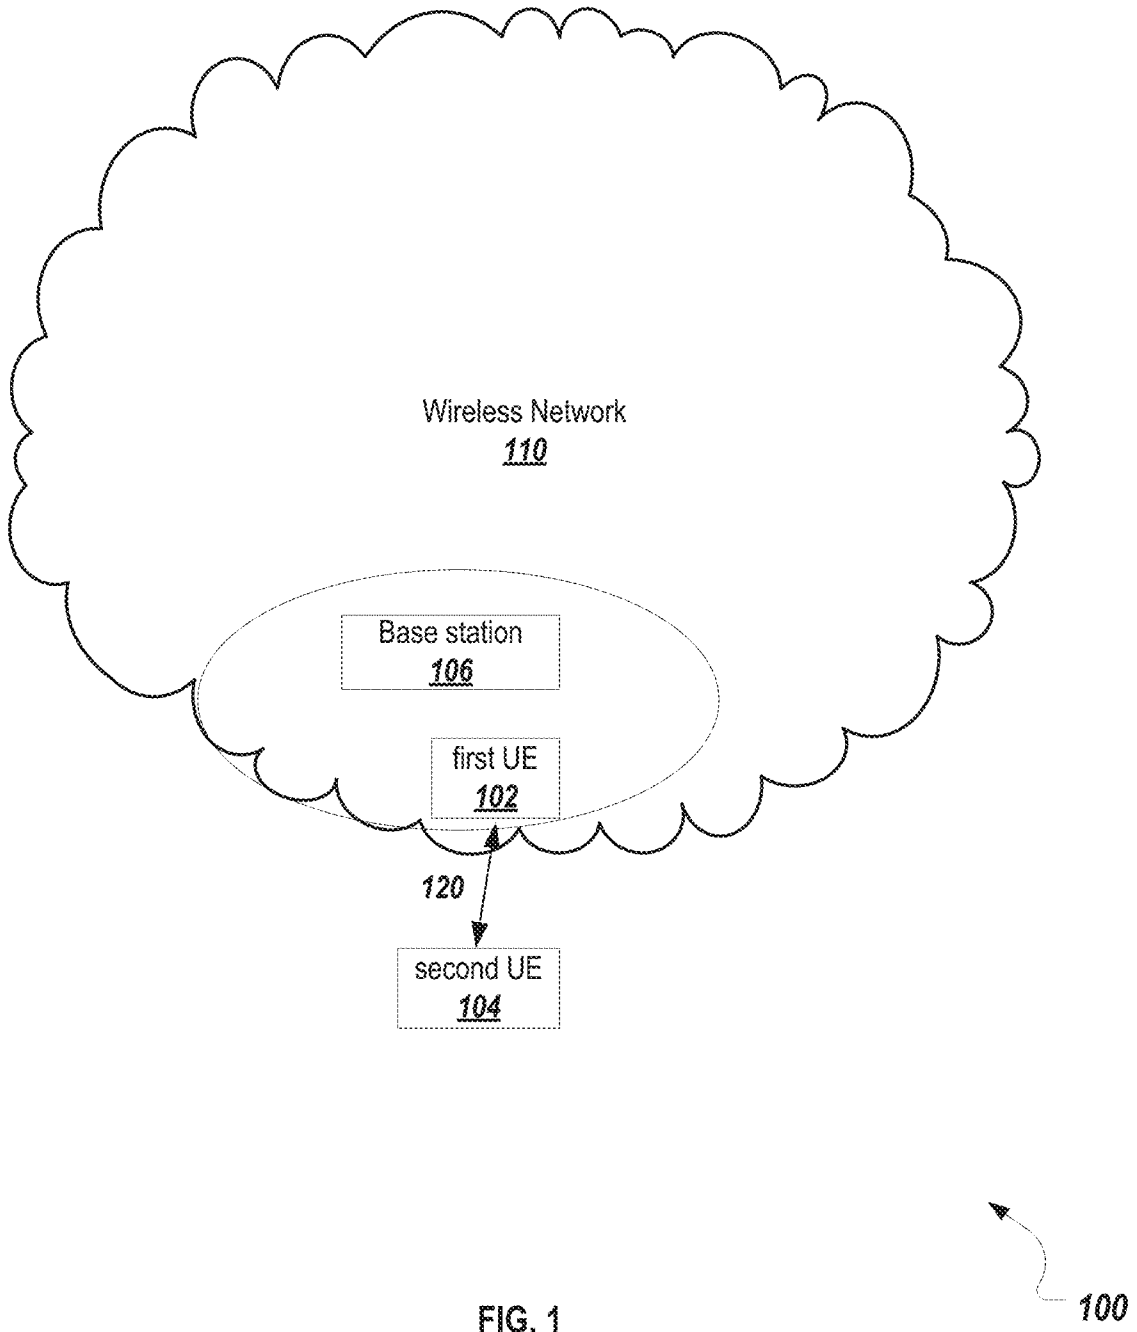 Wireless Network
110
Base station
106
first UE
102
120
second UE
104
100
FIG. 1